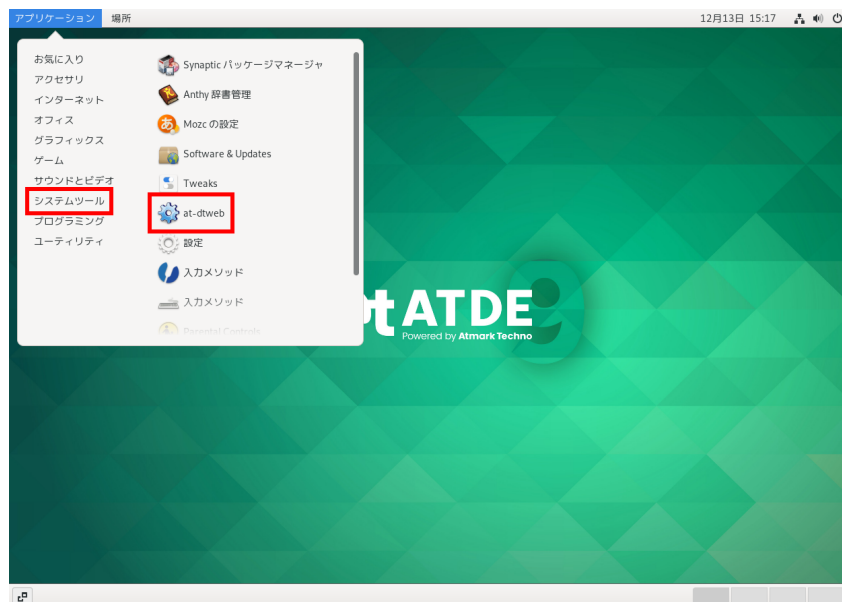 アプリケーション 場所 12月13日 15:17
お気に入り
アクセサリ
インターネット
オフィス
グラフィックス
ゲーム
サウンドとビデオ
システムツール
プログラミング
ユーティリティ
Synaptic パッケージマネージャ
Anthy 辞書管理
Mozc の設定
Software & Updates
Tweaks
at-dtweb
設定
入力メソッド
入力メソッド
Parental Controls
t ATDE
9
Powered by Atmark Techno